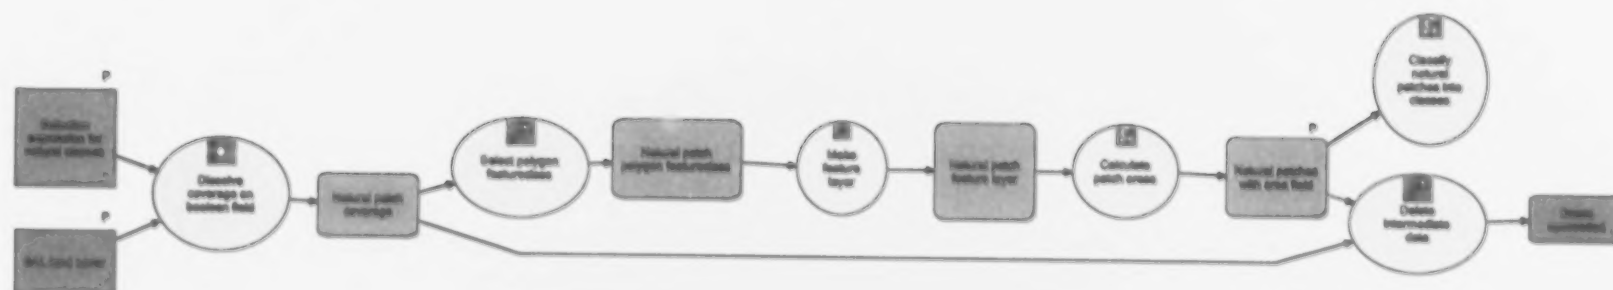 P
Selection
expression for
natural classes
P
land cover
Dissolve
coverage on
boolean field
Natural patch
coverage
Select polygon
featureclass
Natural patch
polygon featureclass
Make
feature
layer
Natural patch
feature layer
Calculate
patch areas
P
Natural patches
with area field
Classify
natural
patches into
classes
Delete
intermediate
data